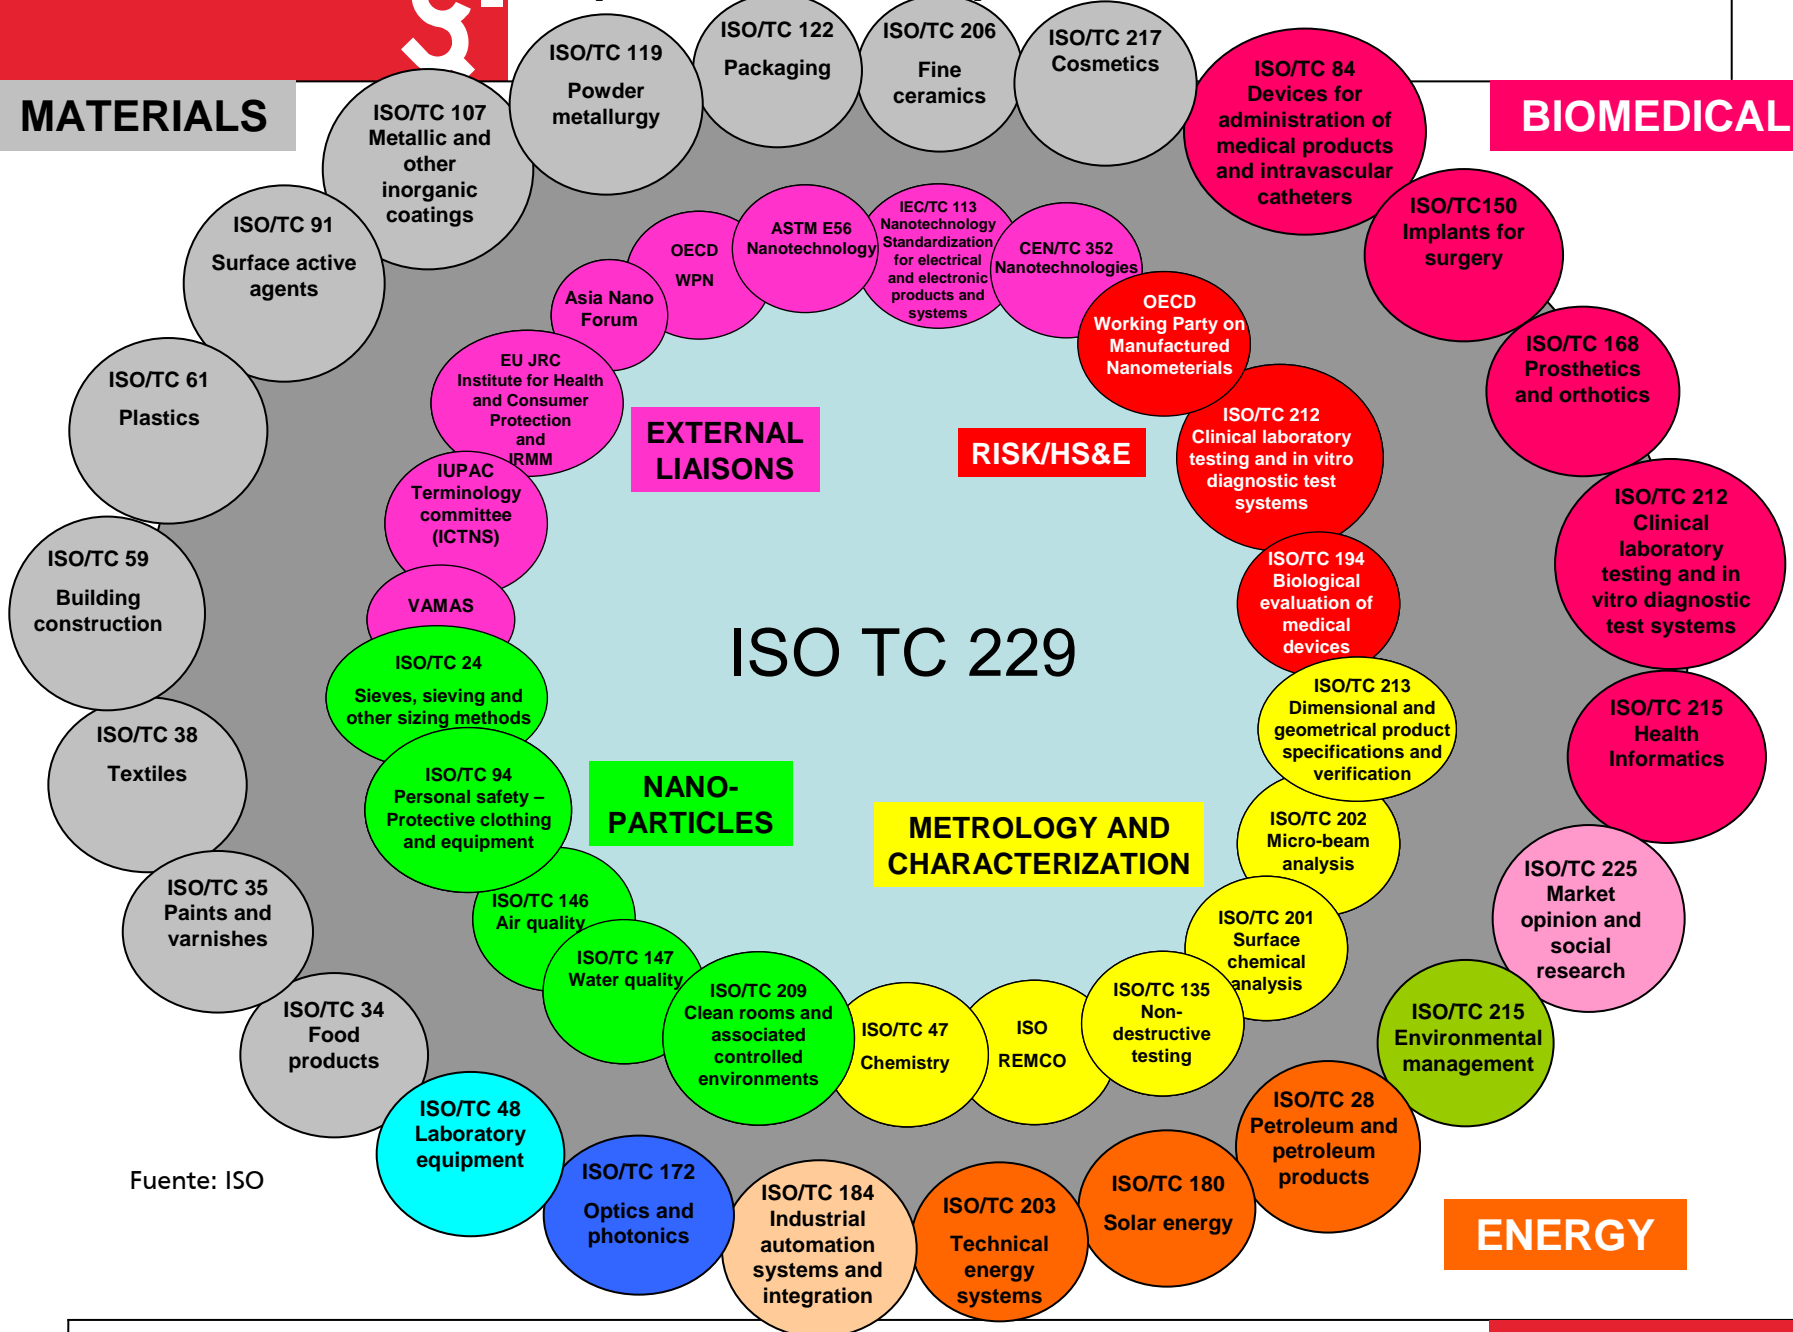 MATERIALS
BIOMEDICAL
ISO/TC 119
Powder
metallurgy
ISO/TC 122
Packaging
ISO/TC 206
Fine
ceramics
ISO/TC 217
Cosmetics
ISO/TC 84
Devices for
administration of
medical products
and intravascular
catheters
ISO/TC150
Implants for
surgery
ISO/TC 168
Prosthetics
and orthotics
ISO/TC 212
Clinical
laboratory
testing and in
vitro diagnostic
test systems
ISO/TC 215
Health
Informatics
ISO/TC 225
Market
opinion and
social
research
ISO/TC 215
Environmental
management
ISO/TC 28
Petroleum and
petroleum
products
ISO/TC 180
Solar energy
ISO/TC 203
Technical
energy
systems
ENERGY
ISO/TC 184
Industrial
automation
systems and
integration
ISO/TC 172
Optics and
photonics
ISO/TC 48
Laboratory
equipment
ISO/TC 34
Food
products
ISO/TC 35
Paints and
varnishes
ISO/TC 38
Textiles
ISO/TC 59
Building
construction
ISO/TC 61
Plastics
ISO/TC 91
Surface active
agents
ISO/TC 107
Metallic and
other
inorganic
coatings
OECD
WPN
ASTM E56
Nanotechnology
IEC/TC 113
Nanotechnology
Standardization
for electrical
and electronic
products and
systems
CEN/TC 352
Nanotechnologies
OECD
Working Party on
Manufactured
Nanometerials
ISO/TC 212
Clinical laboratory
testing and in vitro
diagnostic test
systems
ISO/TC 194
Biological
evaluation of
medical
devices
ISO/TC 213
Dimensional and
geometrical product
specifications and
verification
ISO/TC 202
Micro-beam
analysis
ISO/TC 201
Surface
chemical
analysis
ISO/TC 135
Non-
destructive
testing
ISO
REMCO
ISO/TC 47
Chemistry
ISO/TC 209
Clean rooms and
associated
controlled
environments
ISO/TC 147
Water quality
ISO/TC 146
Air quality
ISO/TC 94
Personal safety –
Protective clothing
and equipment
ISO/TC 24
Sieves, sieving and
other sizing methods
VAMAS
IUPAC
Terminology
committee
(ICTNS)
EU JRC
Institute for Health
and Consumer
Protection
and
IRMM
Asia Nano
Forum
EXTERNAL
LIAISONS
RISK/HS&E
ISO TC 229
NANO-
PARTICLES
METROLOGY AND
CHARACTERIZATION
Fuente: ISO